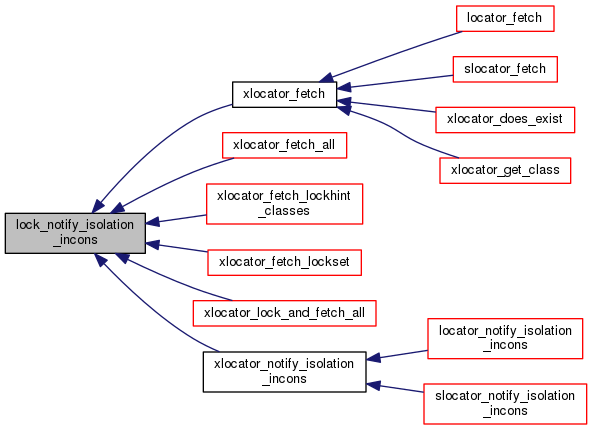 locator_fetch
slocator_fetch
xlocator_fetch
xlocator_does_exist
xlocator_fetch_all
xlocator_get_class
xlocator_fetch_lockhint
_classes
lock_notify_isolation
_incons
xlocator_fetch_lockset
xlocator_lock_and_fetch_all
locator_notify_isolation
_incons
xlocator_notify_isolation
_incons
slocator_notify_isolation
_incons